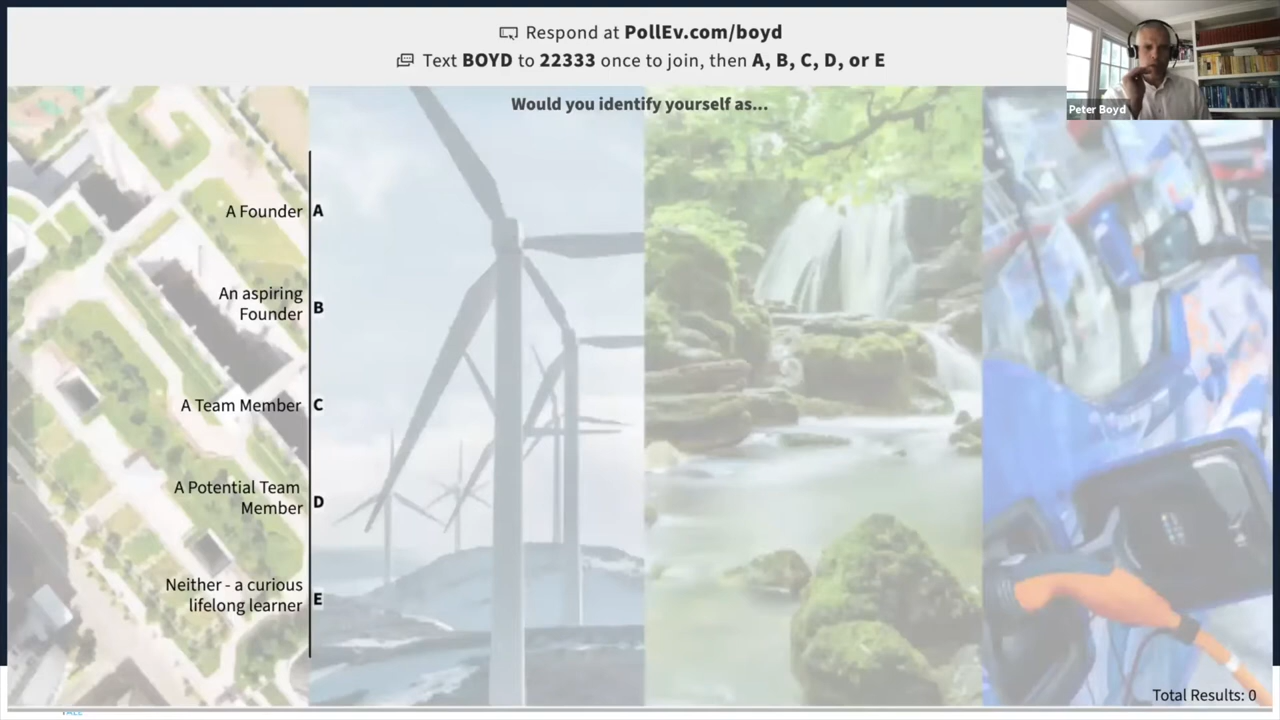 Respond at PollEv.com/boyd
Text BOYD to 22333 once to join, then A, B, C, D, or E
Peter Boyd
Would you identify yourself as...
A Founder A
An aspiring
Founder B
A Team Member C
A Potential Team
Member D
Neither - a curious
lifelong learner E
Total Results: 0
YALE